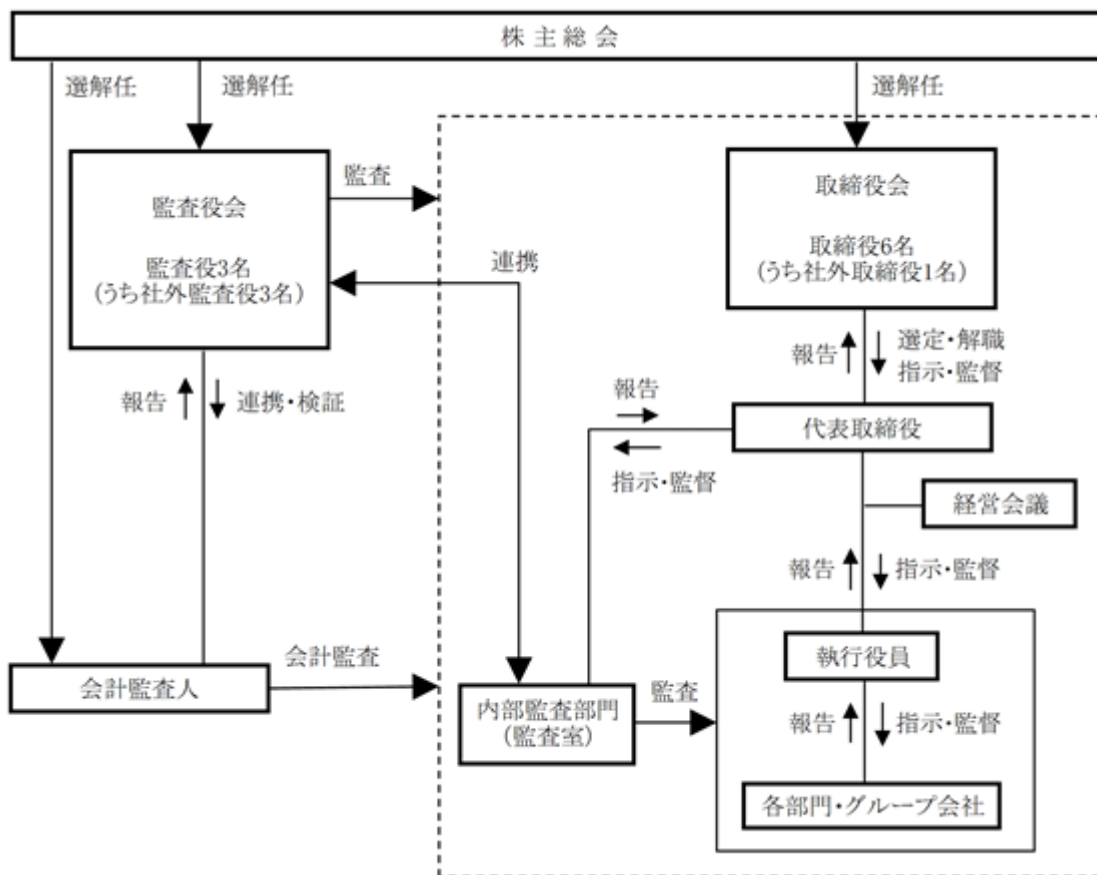 株主総会
選解任
選解任
選解任
監査役会
監査役3名
(うち社外監査役3名)
監査
取締役会
取締役6名
(うち社外取締役1名)
連携
報告
選定・解職
指示・監督
報告
連携・検証
報告
指示・監督
代表取締役
経営会議
報告
指示・監督
執行役員
会計監査人
会計監査
内部監査部門
(監査室)
監査
報告
指示・監督
各部門・グループ会社